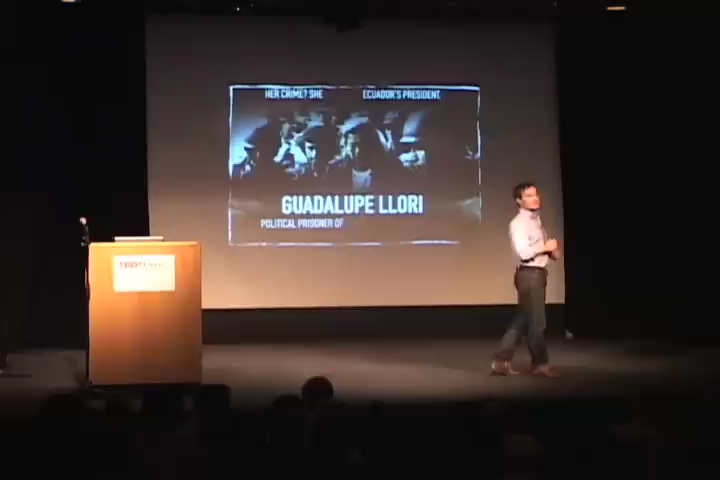 HER CRIME? SHE ECUADOR'S PRESIDENT
GUADALUPE LLORI
POLITICAL PRISONER OF